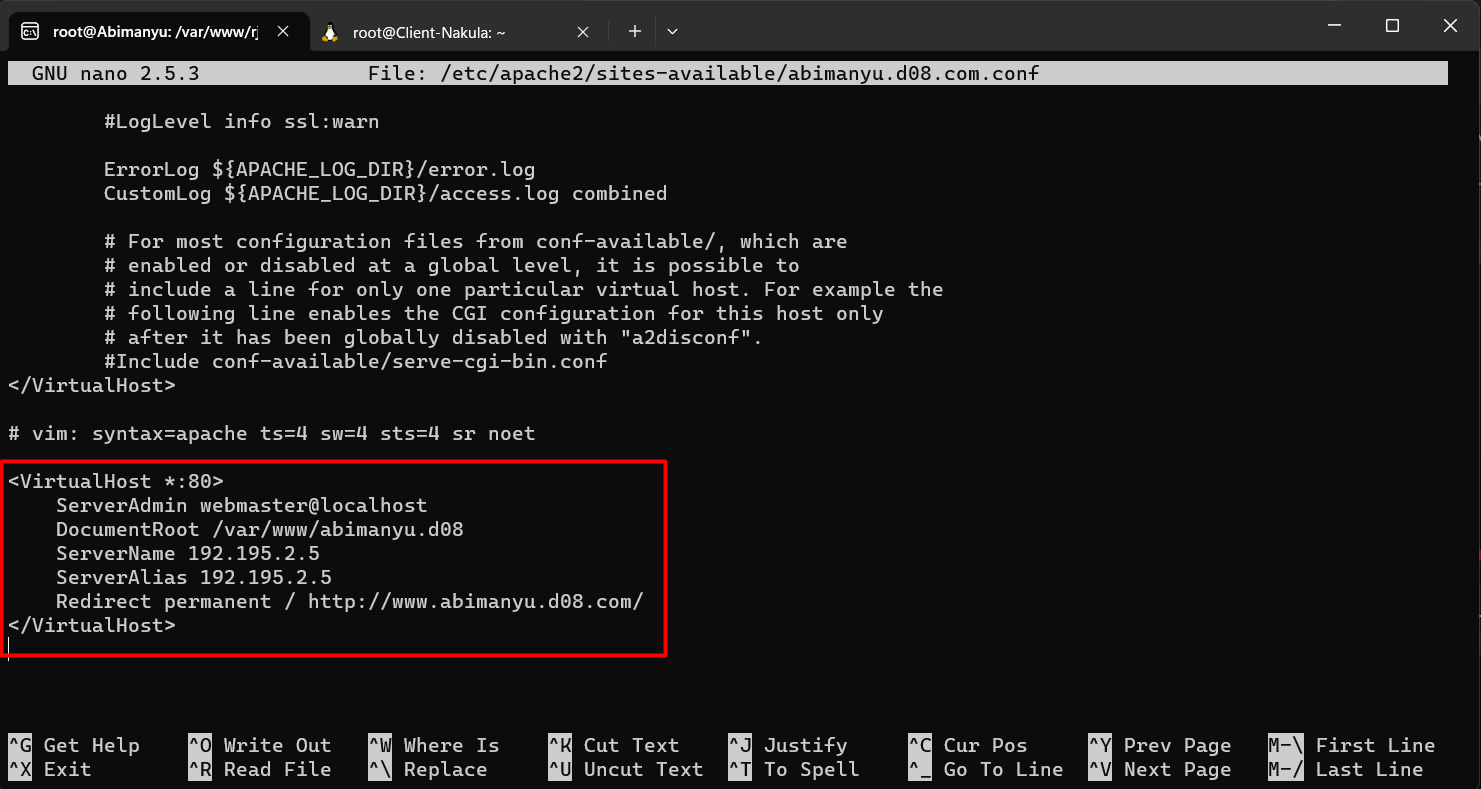 root@Abimanyu: /var/www/rj
root@Client-Nakula: ~
GNU nano 2.5.3 File: /etc/apache2/sites-available/abimanyu.d08.com.conf
#LogLevel info ssl:warn
ErrorLog ${APACHE_LOG_DIR}/error.log
CustomLog ${APACHE_LOG_DIR}/access.log combined
# For most configuration files from conf-available/, which are
# enabled or disabled at a global level, it is possible to
# include a line for only one particular virtual host. For example the
# following line enables the CGI configuration for this host only
# after it has been globally disabled with "a2disconf".
#Include conf-available/serve-cgi-bin.conf
</VirtualHost>
# vim: syntax=apache ts=4 sw=4 sts=4 sr noet
<VirtualHost *:80>
ServerAdmin webmaster@localhost
DocumentRoot /var/www/abimanyu.d08
ServerName 192.195.2.5
ServerAlias 192.195.2.5
Redirect permanent / http://www.abimanyu.d08.com/
</VirtualHost>
^G Get Help ^O Write Out ^W Where Is ^K Cut Text ^J Justify ^C Cur Pos ^Y Prev Page M-\ First Line
^X Exit ^R Read File ^\ Replace ^U Uncut Text ^T To Spell ^_ Go To Line ^V Next Page M-/ Last Line